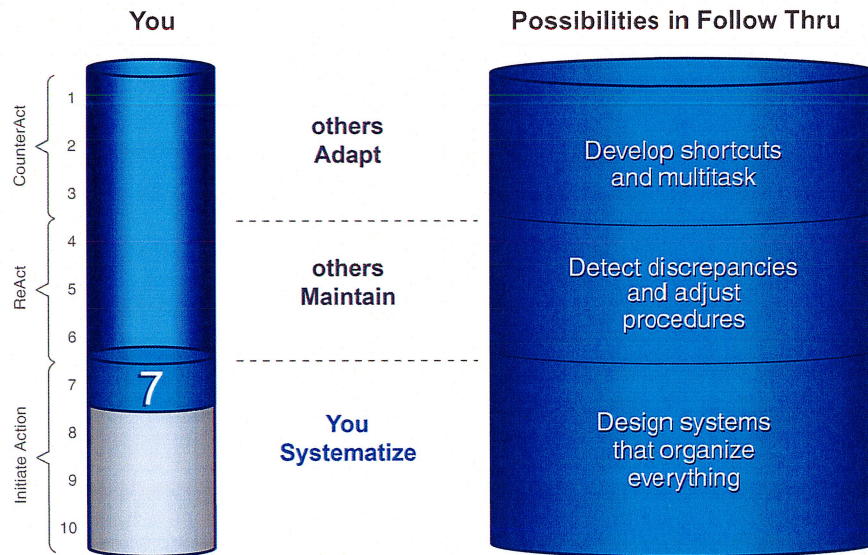 You
Possibilities in Follow Thru
CounterAct
1
2
3
others
Adapt
Develop shortcuts
and multitask
ReAct
4
5
6
others
Maintain
Detect discrepancies
and adjust
procedures
Initiate Action
7
8
9
10
7
You
Systematize
Design systems
that organize
everything